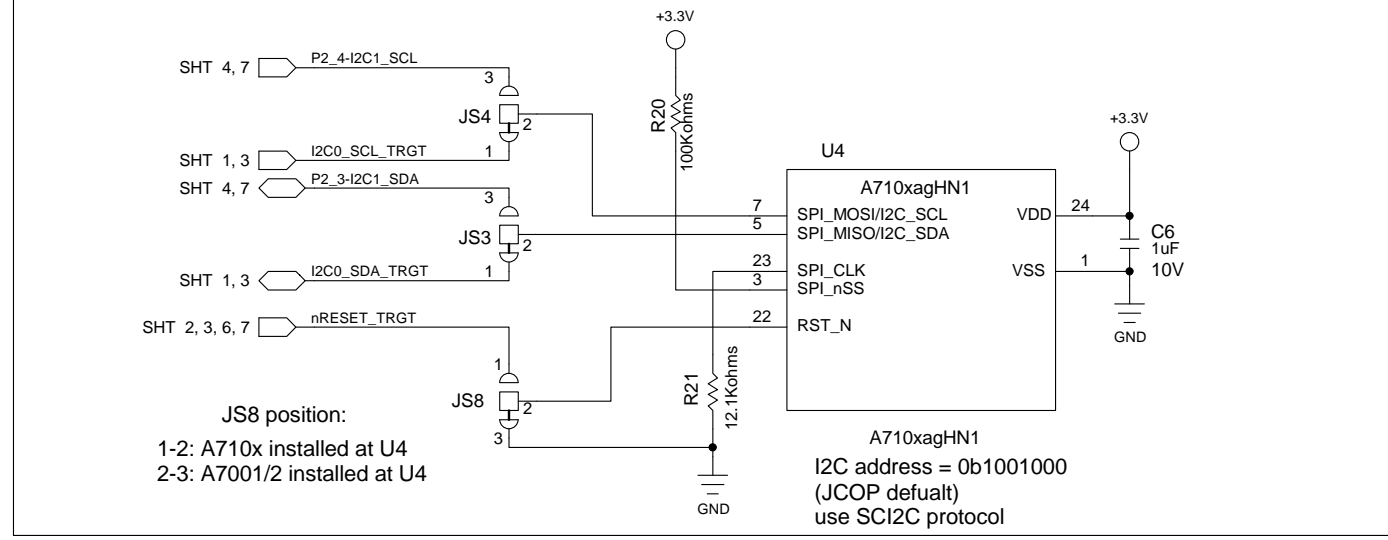 +3.3V
SHT 4, 7
P2_4-I2C1_SCL
3
JS4
2
R20
100Kohms
+3.3V
SHT 1, 3
I2C0_SCL_TRGT
1
U4
SHT 4, 7
P2_3-I2C1_SDA
3
A710xagHN1
7
SPI_MOSI/I2C_SCL
VDD
24
5
SPI_MISO/I2C_SDA
JS3
2
C6
1uF
10V
23
SPI_CLK
VSS
1
SHT 1, 3
I2C0_SDA_TRGT
1
3
SPI_nSS
SHT 2, 3, 6, 7
nRESET_TRGT
22
RST_N
GND
1
JS8
2
R21
12.1Kohms
3
JS8 position:
1-2: A710x installed at U4
2-3: A7001/2 installed at U4
A710xagHN1
I2C address = 0b1001000
(JCOP defualt)
use SCI2C protocol
GND